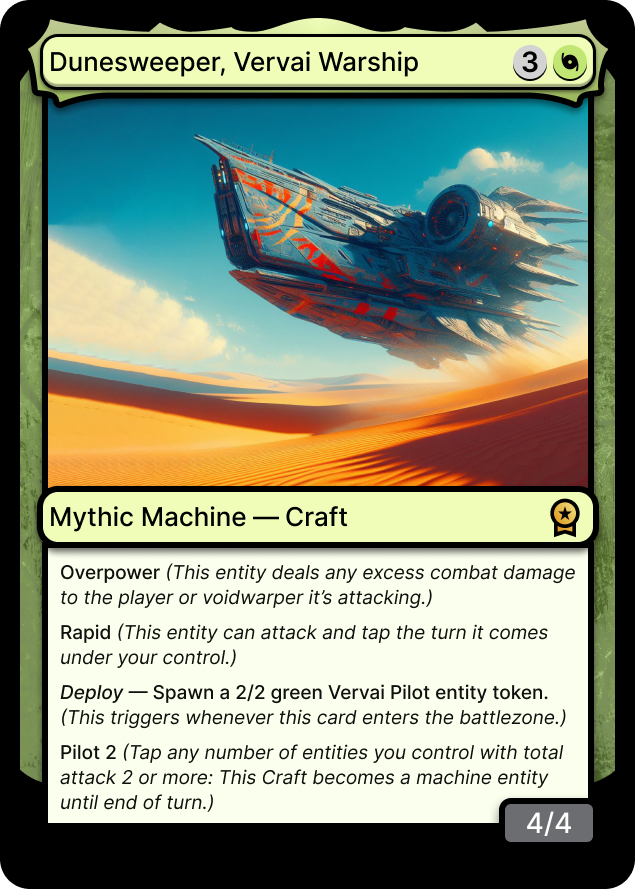 Dunesweeper, Vervai Warship
3
Mythic Machine — Craft
Overpower (This entity deals any excess combat damage
to the player or voidwarper it’s attacking.)
Rapid (This entity can attack and tap the turn it comes
under your control.)
Deploy — Spawn a 2/2 green Vervai Pilot entity token.
(This triggers whenever this card enters the battlezone.)
Pilot 2 (Tap any number of entities you control with total
attack 2 or more: This Craft becomes a machine entity
until end of turn.)
4/4